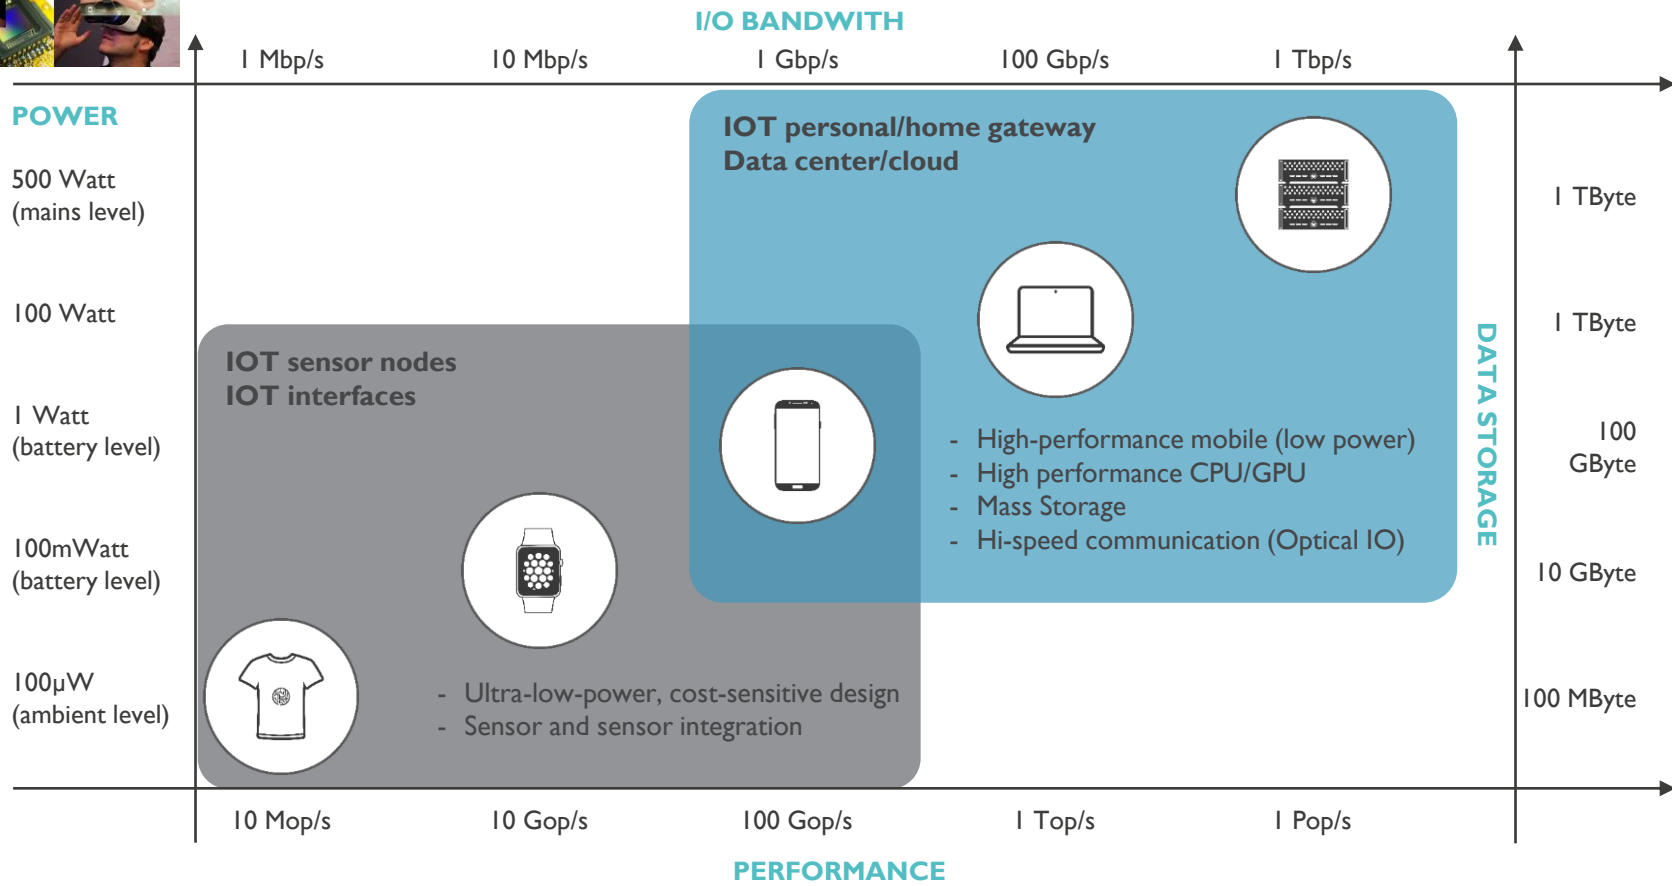 I/O BANDWITH
1 Mbp/s
10 Mbp/s
1 Gbp/s
100 Gbp/s
1 Tbp/s
POWER
500 Watt
(mains level)
100 Watt
1 Watt
(battery level)
100mWatt
(battery level)
100µW
(ambient level)
IOT personal/home gateway
Data center/cloud
IOT sensor nodes
IOT interfaces
- High-performance mobile (low power)
- High performance CPU/GPU
- Mass Storage
- Hi-speed communication (Optical IO)
- Ultra-low-power, cost-sensitive design
- Sensor and sensor integration
DATA STORAGE
1 TByte
1 TByte
100
GByte
10 GByte
100 MByte
10 Mop/s
10 Gop/s
100 Gop/s
1 Top/s
1 Pop/s
PERFORMANCE